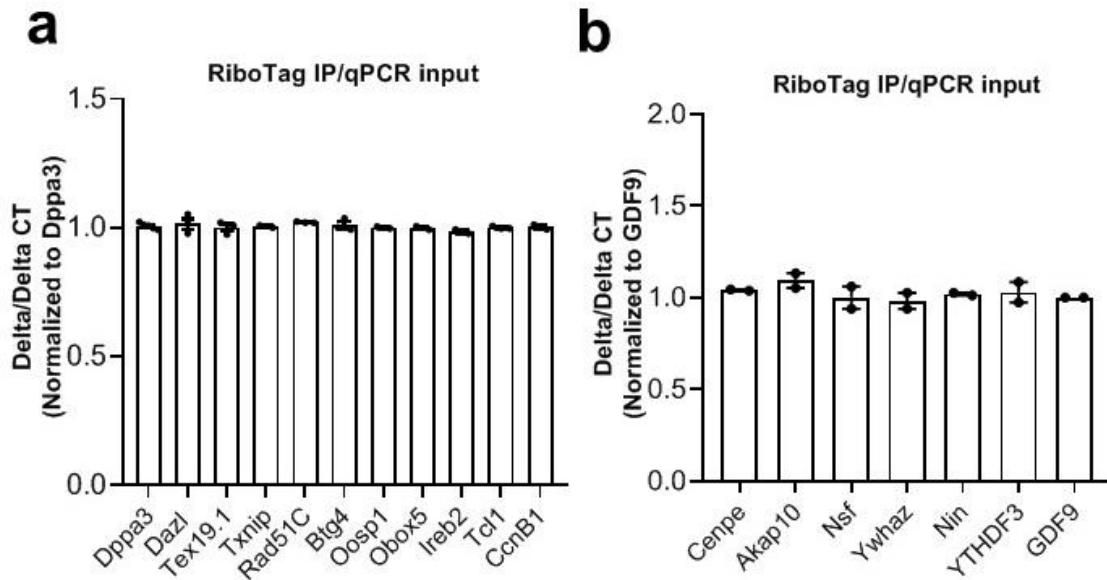 a
RiboTag IP/qPCR input
Delta/Delta CT
(Normalized to Dppa3)
1.5
1.0
0.5
0.0
Dppa3
Dazl
Tex19.1
Txnip
Rad51C
Btg4
Oosp1
Obox5
Ireb2
Tcl1
CcnB1
b
RiboTag IP/qPCR input
Delta/Delta CT
(Normalized to GDF9)
2.0
1.5
1.0
0.5
0.0
Cenpe
Akap10
Nsf
Ywhaz
Nin
YTHDF3
GDF9